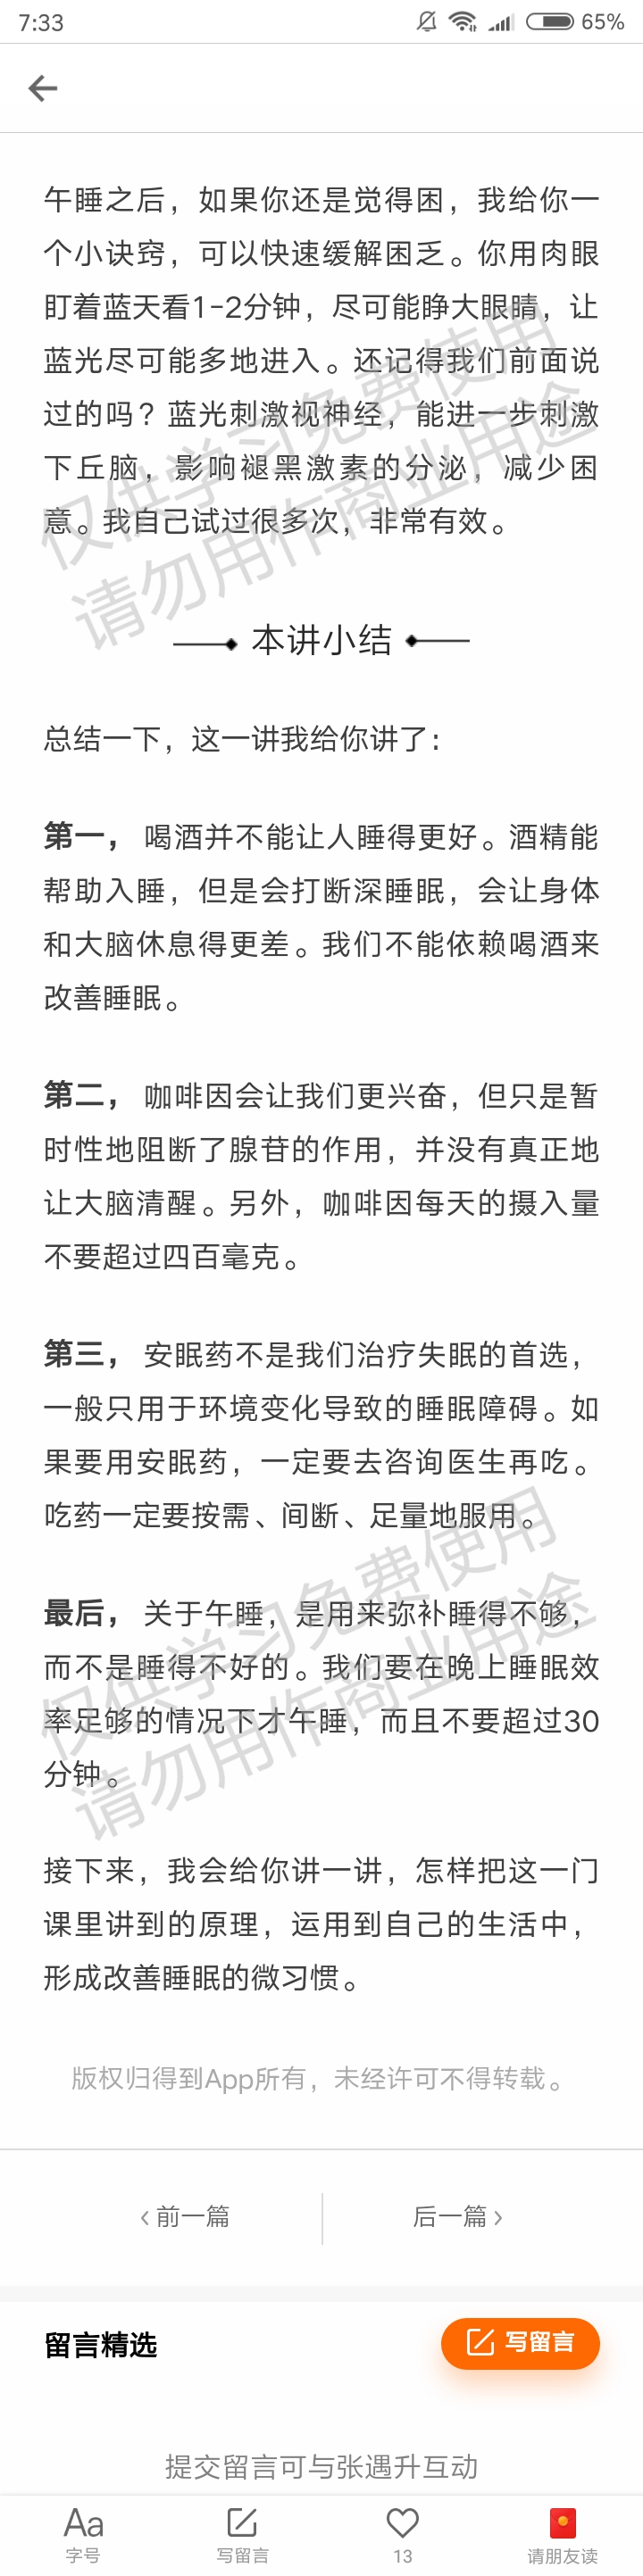 7:33
65%
午睡之后，如果你还是觉得困，我给你一
个小诀窍，可以快速缓解困乏。你用肉眼
盯着蓝天看1-2分钟，尽可能睁大眼睛，让
蓝光尽可能多地进入。还记得我们前面说
过的吗？蓝光刺激视神经，能进一步刺激
下丘脑，影响褪黑激素的分泌，减少困
意。我自己试过很多次，非常有效。
仅供学习免费使用
请勿用作商业用途
本讲小结
总结一下，这一讲我给你讲了：
第一，喝酒并不能让人睡得更好。酒精能
帮助入睡，但是会打断深睡眠，会让身体
和大脑休息得更差。我们不能依赖喝酒来
改善睡眠。
第二，咖啡因会让我们更兴奋，但只是暂
时性地阻断了腺苷的作用，并没有真正地
让大脑清醒。另外，咖啡因每天的摄入量
不要超过四百毫克。
第三，安眠药不是我们治疗失眠的首选，
一般只用于环境变化导致的睡眠障碍。如
果要用安眠药，一定要去咨询医生再吃。
吃药一定要按需、间断、足量地服用。
最后，关于午睡，是用来弥补睡得不够，
而不是睡得不好的。我们要在晚上睡眠效
率足够的情况下才午睡，而且不要超过30
分钟。
仅供学习免费使用
请勿用作商业用途
接下来，我会给你讲一讲，怎样把这一门
课里讲到的原理，运用到自己的生活中，
形成改善睡眠的微习惯。
版权归得到App所有，未经许可不得转载。
‹ 前一篇
后一篇 ›
留言精选
写留言
提交留言可与张遇升互动
Aa
字号
写留言
13
请朋友读